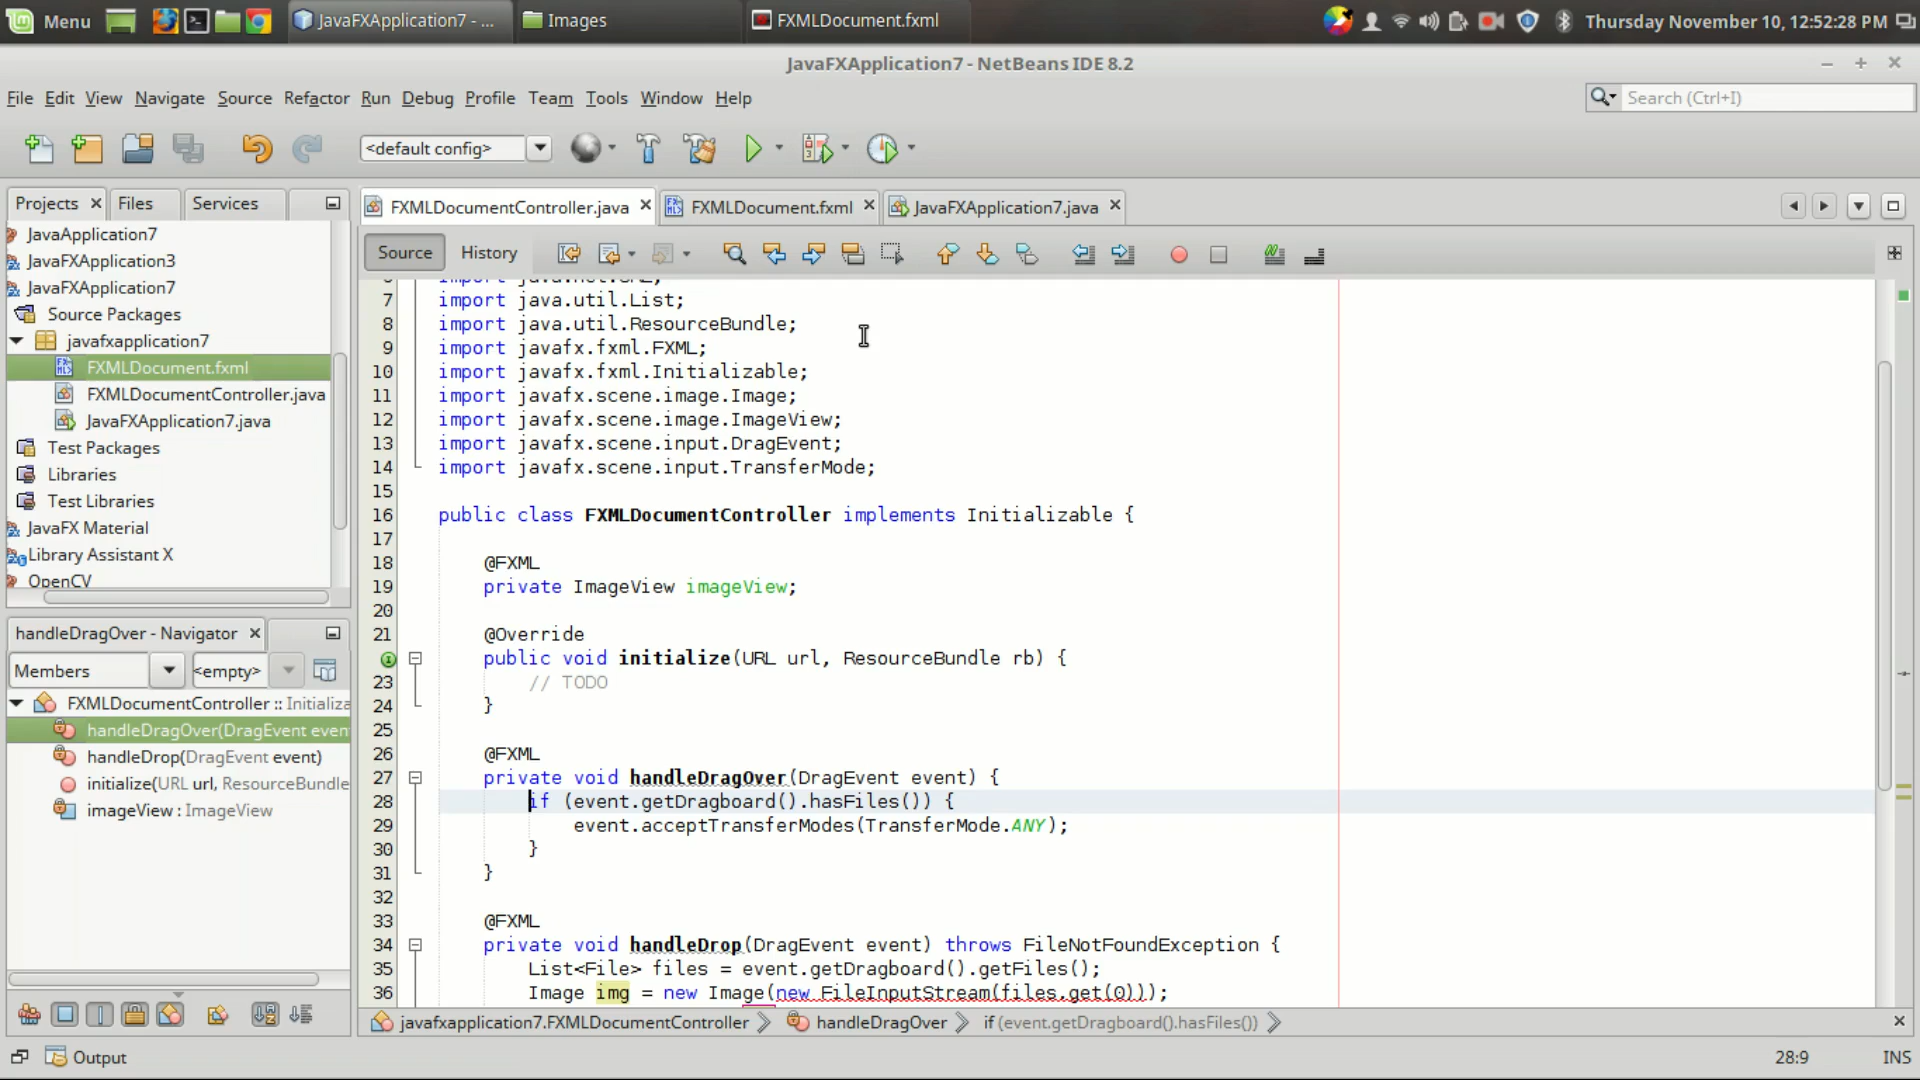 Menu
JavaFXApplication7 - ...
Images
FXMLDocument.fxml
Thursday November 10, 12:52:28 PM
JavaFXApplication7 - NetBeans IDE 8.2
File Edit View Navigate Source Refactor Run Debug Profile Team Tools Window Help
Search (Ctrl+I)
<default config>
Projects Files Services
FXMLDocumentController.java
FXMLDocument.fxml
JavaFXApplication7.java
Source History
JavaApplication7
JavaFXApplication3
JavaFXApplication7
Source Packages
javafxapplication7
FXMLDocument.fxml
FXMLDocumentController.java
JavaFXApplication7.java
Test Packages
Libraries
Test Libraries
JavaFX Material
Library Assistant X
OpenCV
handleDragOver - Navigator
Members
<empty>
FXMLDocumentController :: Initializa
handleDragOver(DragEvent even
handleDrop(DragEvent event)
initialize(URL url, ResourceBundle
imageView : ImageView
7 import java.util.List;
8 import java.util.ResourceBundle;
9 import javafx.fxml.FXML;
10 import javafx.fxml.Initializable;
11 import javafx.scene.image.Image;
12 import javafx.scene.image.ImageView;
13 import javafx.scene.input.DragEvent;
14 import javafx.scene.input.TransferMode;
15
16 public class FXMLDocumentController implements Initializable {
17
18 @FXML
19 private ImageView imageView;
20
21 @Override
public void initialize(URL url, ResourceBundle rb) {
23 // TODO
24 }
25
26 @FXML
27 private void handleDragOver(DragEvent event) {
28 if (event.getDragboard().hasFiles()) {
29 event.acceptTransferModes(TransferMode.ANY);
30 }
31 }
32
33 @FXML
34 private void handleDrop(DragEvent event) throws FileNotFoundException {
35 List<File> files = event.getDragboard().getFiles();
36 Image img = new Image(new FileInputStream(files.get(0)));
javafxapplication7.FXMLDocumentController
handleDragOver
if (event.getDragboard().hasFiles())
Output
28:9
INS